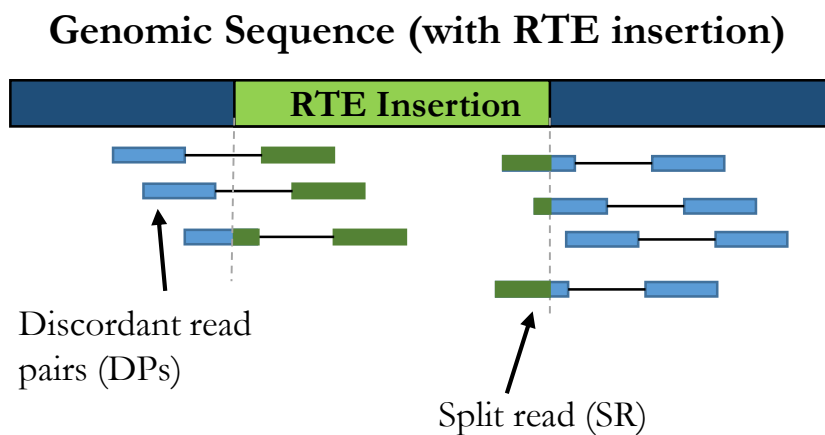 Genomic Sequence (with RTE insertion)
RTE Insertion
Discordant read
pairs (DPs)
Split read (SR)